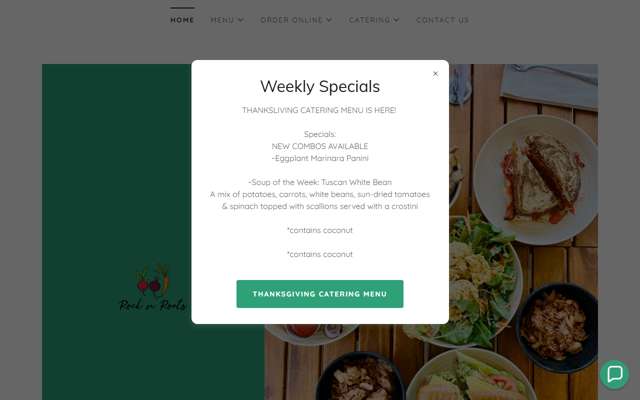 HOME
MENU
ORDER ONLINE
CATERING
CONTACT US
Weekly Specials
THANKSLIVING CATERING MENU IS HERE!
Specials:
NEW COMBOS AVAILABLE
~Eggplant Marinara Panini
~Soup of the Week: Tuscan White Bean
A mix of potatoes, carrots, white beans, sun-dried tomatoes
& spinach topped with scallions served with a crostini
*contains coconut
*contains coconut
THANKSGIVING CATERING MENU
Rock n' Roots